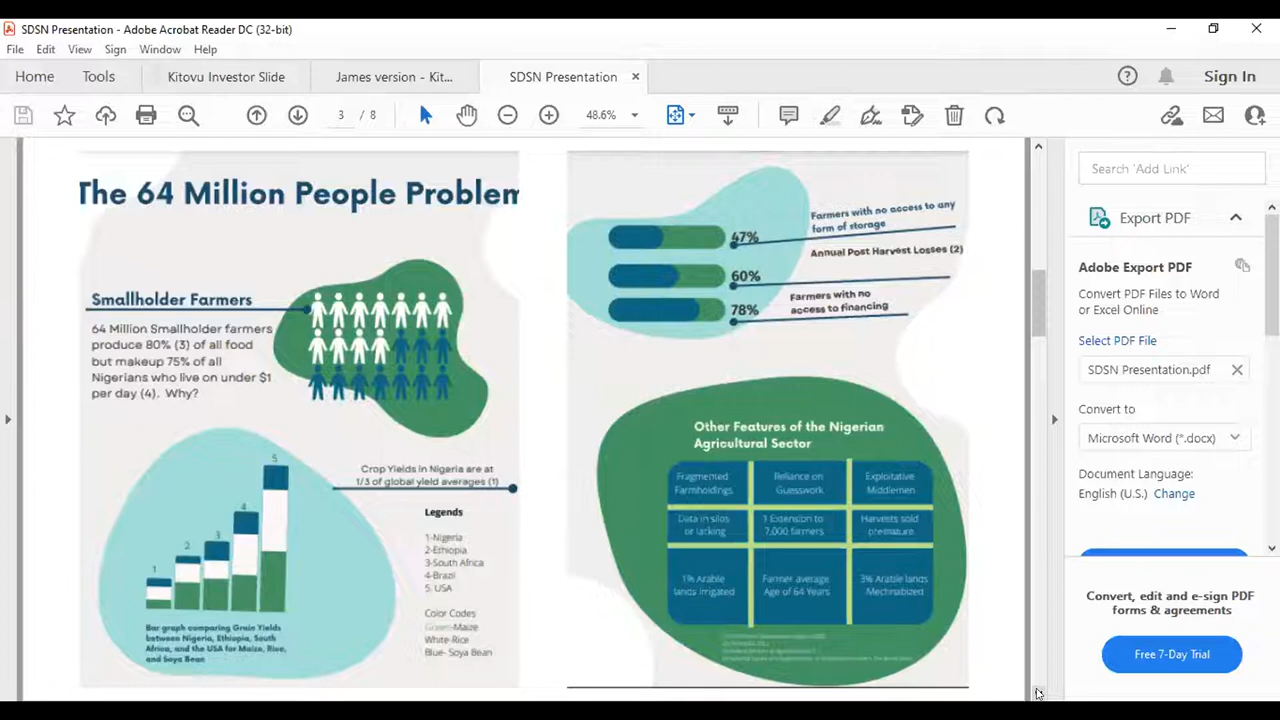 SDSN Presentation - Adobe Acrobat Reader DC (32-bit)
File Edit View Sign Window Help
Home Tools Kitovu Investor Slide James version - Kit... SDSN Presentation Sign In
3 / 8 48.6%
The 64 Million People Problem
Smallholder Farmers
64 Million Smallholder farmers
produce 80% (3) of all food
but makeup 75% of all
Nigerians who live on under $1
per day (4). Why?
5
4
3
2
1
Crop Yields in Nigeria are at
1/3 of global yield averages (1)
Legends
1-Nigeria
2-Ethiopia
3-South Africa
4-Brazil
5. USA
Color Codes
Green-Maize
White-Rice
Blue- Soya Bean
Bar graph comparing Grain Yields
between Nigeria, Ethiopia, South
Africa, and the USA for Maize, Rice,
and Soya Bean
Farmers with no access to any
form of storage
47%
Annual Post Harvest Losses (2)
60%
Farmers with no
access to financing
78%
Other Features of the Nigerian
Agricultural Sector
Fragmented
Farmholdings
Reliance on
Guesswork
Exploitative
Middlemen
Data in silos
or lacking
1 Extension to
7,000 farmers
Harvests sold
premature
1% Arable
lands irrigated
Farmer average
Age of 64 Years
3% Arable lands
Mechnabized
Search 'Add Link'
Export PDF
Adobe Export PDF
Convert PDF Files to Word
or Excel Online
Select PDF File
SDSN Presentation.pdf
Convert to
Microsoft Word (*.docx)
Document Language:
English (U.S.) Change
Convert, edit and e-sign PDF
forms & agreements
Free 7-Day Trial